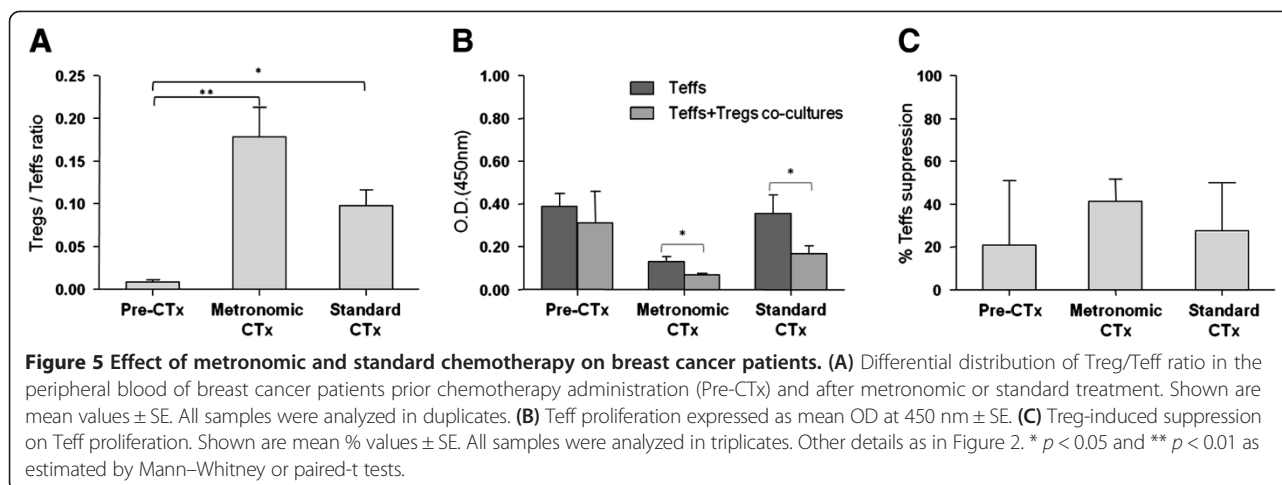 A
Tregs / Teffs ratio
0.25
0.20
0.15
0.10
0.05
0.00
*
**
Pre-CTx
Metronomic
CTx
Standard
CTx
B
O.D.(450nm)
1.00
0.80
0.60
0.40
0.20
0.00
Teffs
Teffs+Tregs co-cultures
*
*
Pre-CTx
Metronomic
CTx
Standard
CTx
C
% Teffs suppression
100
80
60
40
20
0
Pre-CTx
Metronomic
CTx
Standard
CTx
Figure 5 Effect of metronomic and standard chemotherapy on breast cancer patients. (A) Differential distribution of Treg/Teff ratio in the
peripheral blood of breast cancer patients prior chemotherapy administration (Pre-CTx) and after metronomic or standard treatment. Shown are
mean values ± SE. All samples were analyzed in duplicates. (B) Teff proliferation expressed as mean OD at 450 nm ± SE. (C) Treg-induced suppression
on Teff proliferation. Shown are mean % values ± SE. All samples were analyzed in triplicates. Other details as in Figure 2. * p < 0.05 and ** p < 0.01 as
estimated by Mann–Whitney or paired-t tests.